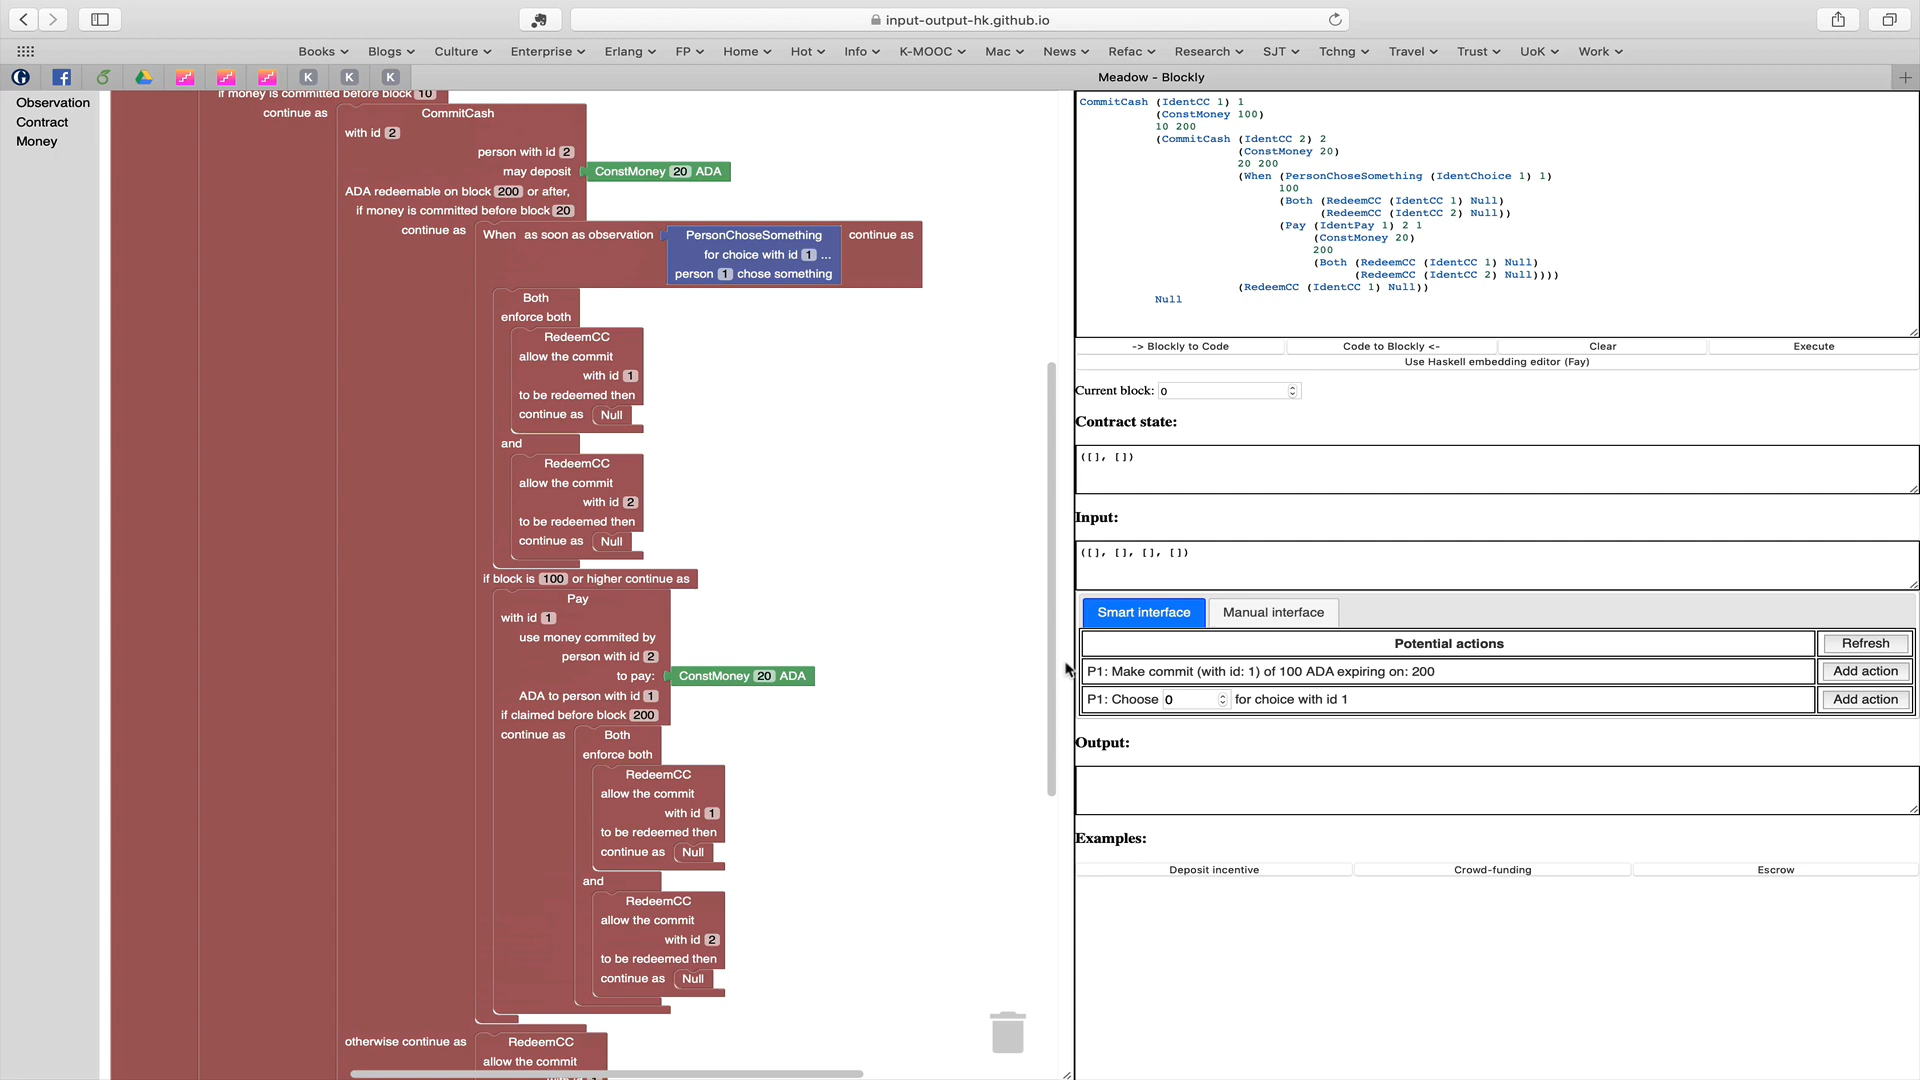 input-output-hk.github.io
Books Blogs Culture Enterprise Erlang FP Home Hot Info K-MOOC Mac News Refac Research SJT Tchng Travel Trust UoK Work
K K K
Meadow - Blockly
Observation
Contract
Money
if money is committed before block 10
continue as CommitCash
with id 2
person with id 2
may deposit ConstMoney 20 ADA
ADA redeemable on block 200 or after,
if money is committed before block 20
continue as When as soon as observation PersonChoseSomething continue as
for choice with id 1 ...
person 1 chose something
Both
enforce both
RedeemCC
allow the commit
with id 1
to be redeemed then
continue as Null
and
RedeemCC
allow the commit
with id 2
to be redeemed then
continue as Null
if block is 100 or higher continue as
Pay
with id 1
use money commited by
person with id 2
to pay: ConstMoney 20 ADA
ADA to person with id 1
if claimed before block 200
continue as Both
enforce both
RedeemCC
allow the commit
with id 1
to be redeemed then
continue as Null
and
RedeemCC
allow the commit
with id 2
to be redeemed then
continue as Null
otherwise continue as RedeemCC
allow the commit
CommitCash (IdentCC 1) 1
(ConstMoney 100)
10 200
(CommitCash (IdentCC 2) 2
(ConstMoney 20)
20 200
(When (PersonChoseSomething (IdentChoice 1) 1)
100
(Both (RedeemCC (IdentCC 1) Null)
(RedeemCC (IdentCC 2) Null))
(Pay (IdentPay 1) 2 1
(ConstMoney 20)
200
(Both (RedeemCC (IdentCC 1) Null)
(RedeemCC (IdentCC 2) Null))))
(RedeemCC (IdentCC 1) Null))
Null
-> Blockly to Code Code to Blockly <- Clear Execute
Use Haskell embedding editor (Fay)
Current block: 0
Contract state:
([], [])
Input:
([], [], [], [])
Smart interface Manual interface
Potential actions Refresh
P1: Make commit (with id: 1) of 100 ADA expiring on: 200 Add action
P1: Choose 0 for choice with id 1 Add action
Output:
Examples:
Deposit incentive Crowd-funding Escrow